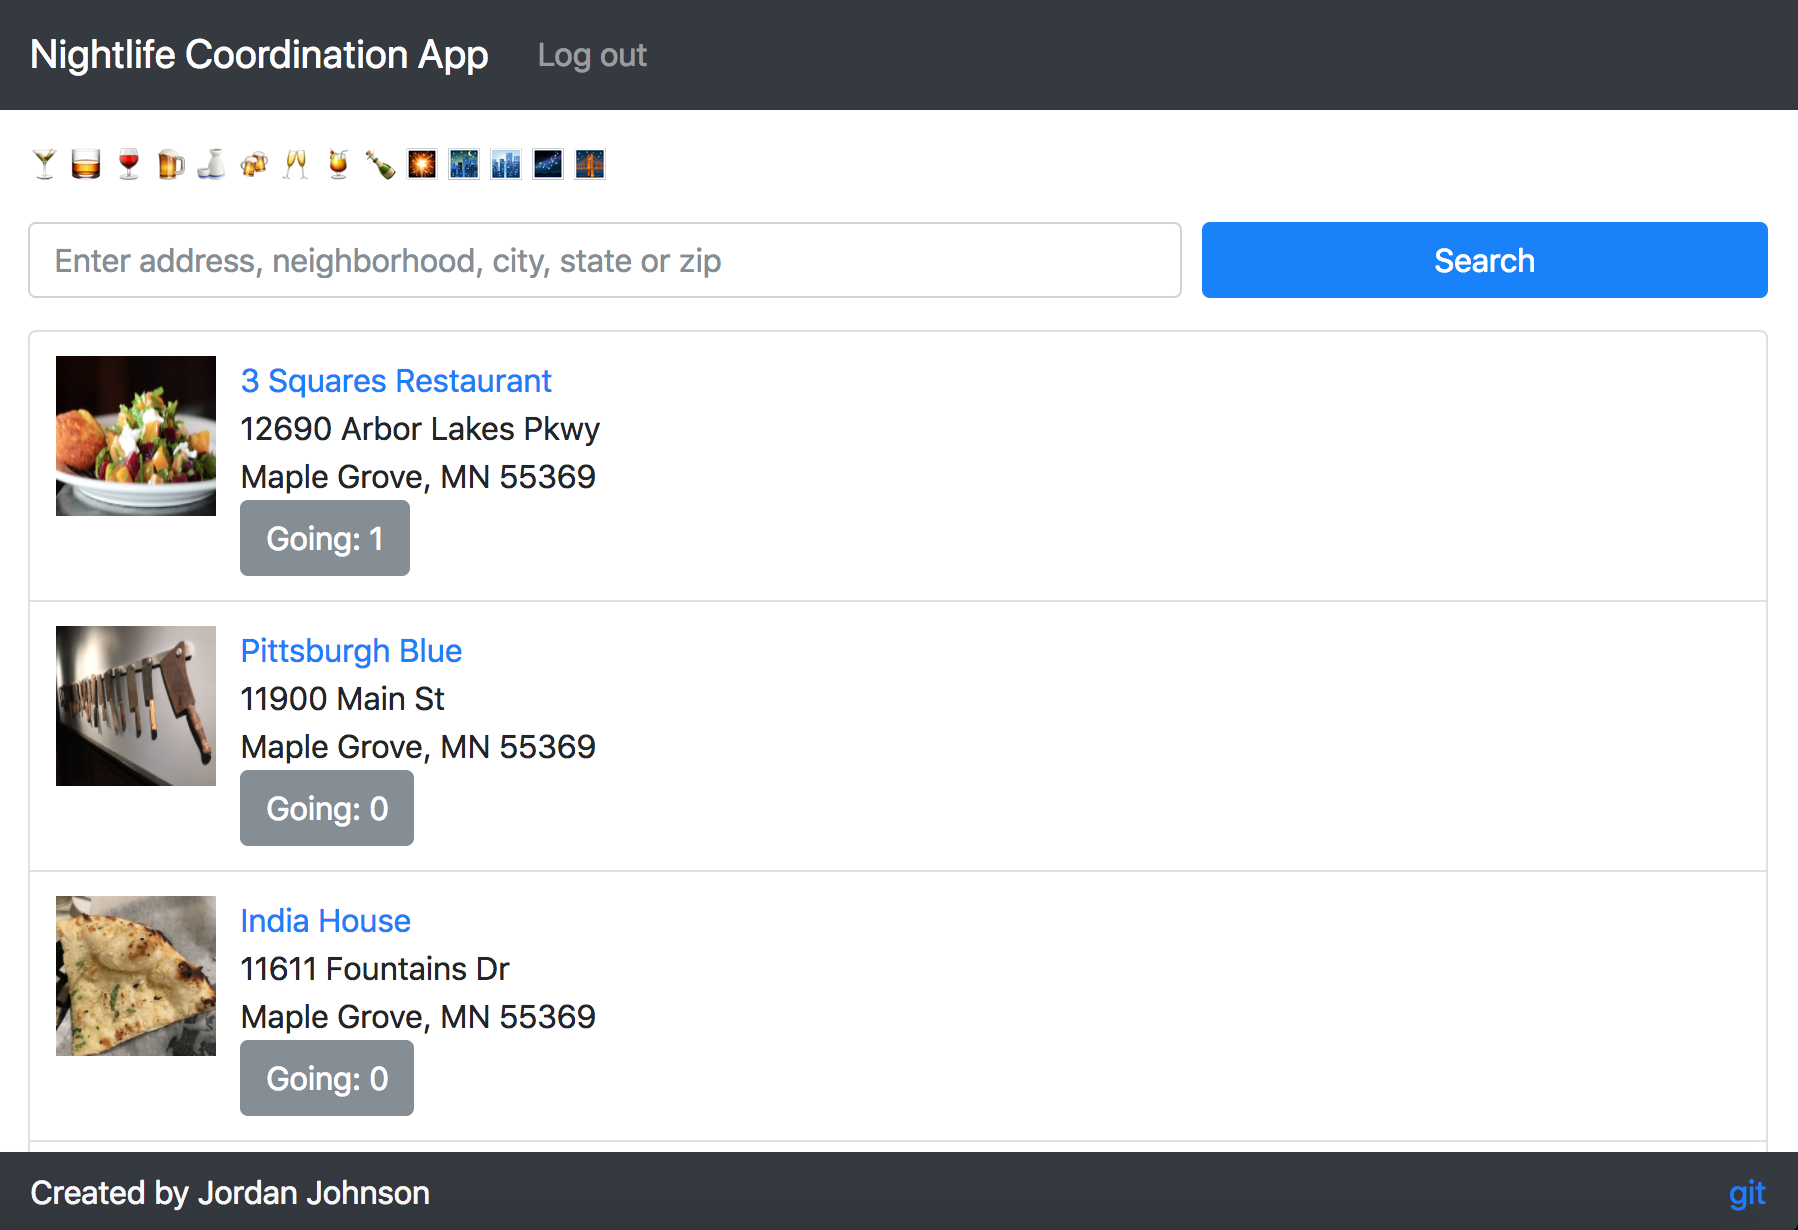 Nightlife Coordination App Log out
Enter address, neighborhood, city, state or zip Search
3 Squares Restaurant
12690 Arbor Lakes Pkwy
Maple Grove, MN 55369
Going: 1
Pittsburgh Blue
11900 Main St
Maple Grove, MN 55369
Going: 0
India House
11611 Fountains Dr
Maple Grove, MN 55369
Going: 0
Created by Jordan Johnson git